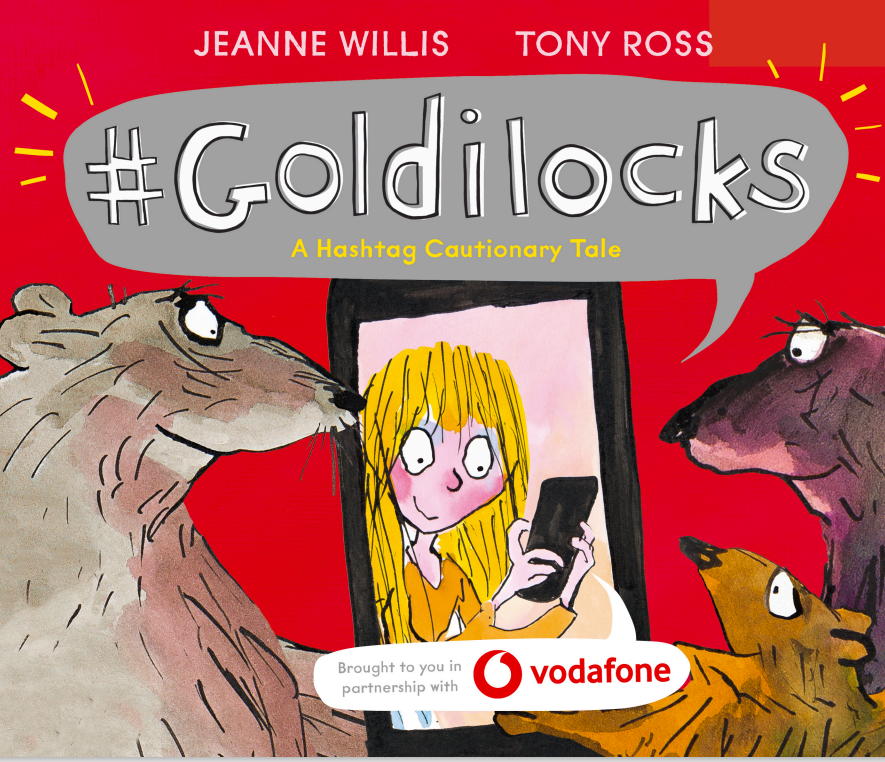 JEANNE WILLIS TONY ROSS
#Goldilocks
A Hashtag Cautionary Tale
Brought to you in
partnership with
vodafone